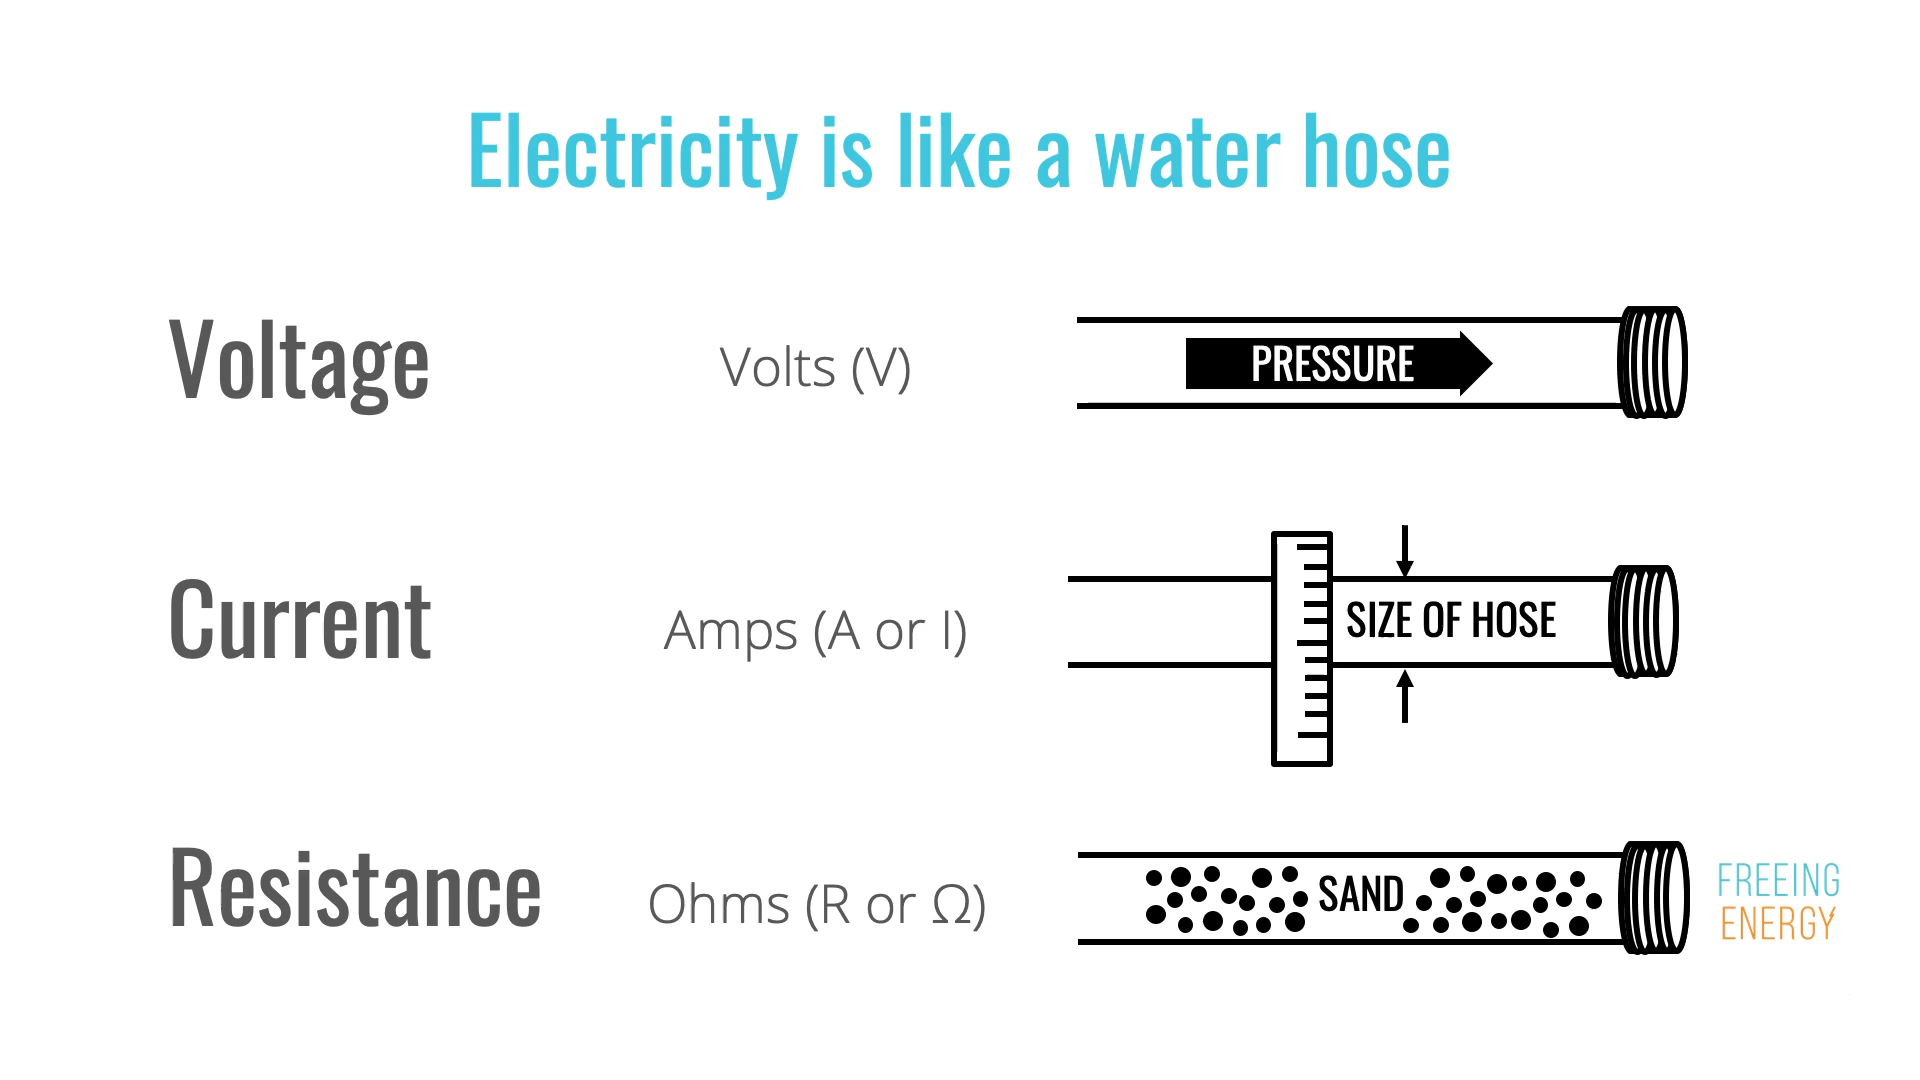 Electricity is like a water hose
Voltage
Volts (V)
PRESSURE
Current
Amps (A or I)
SIZE OF HOSE
Resistance
Ohms (R or Ω)
SAND
FREEING
ENERGY